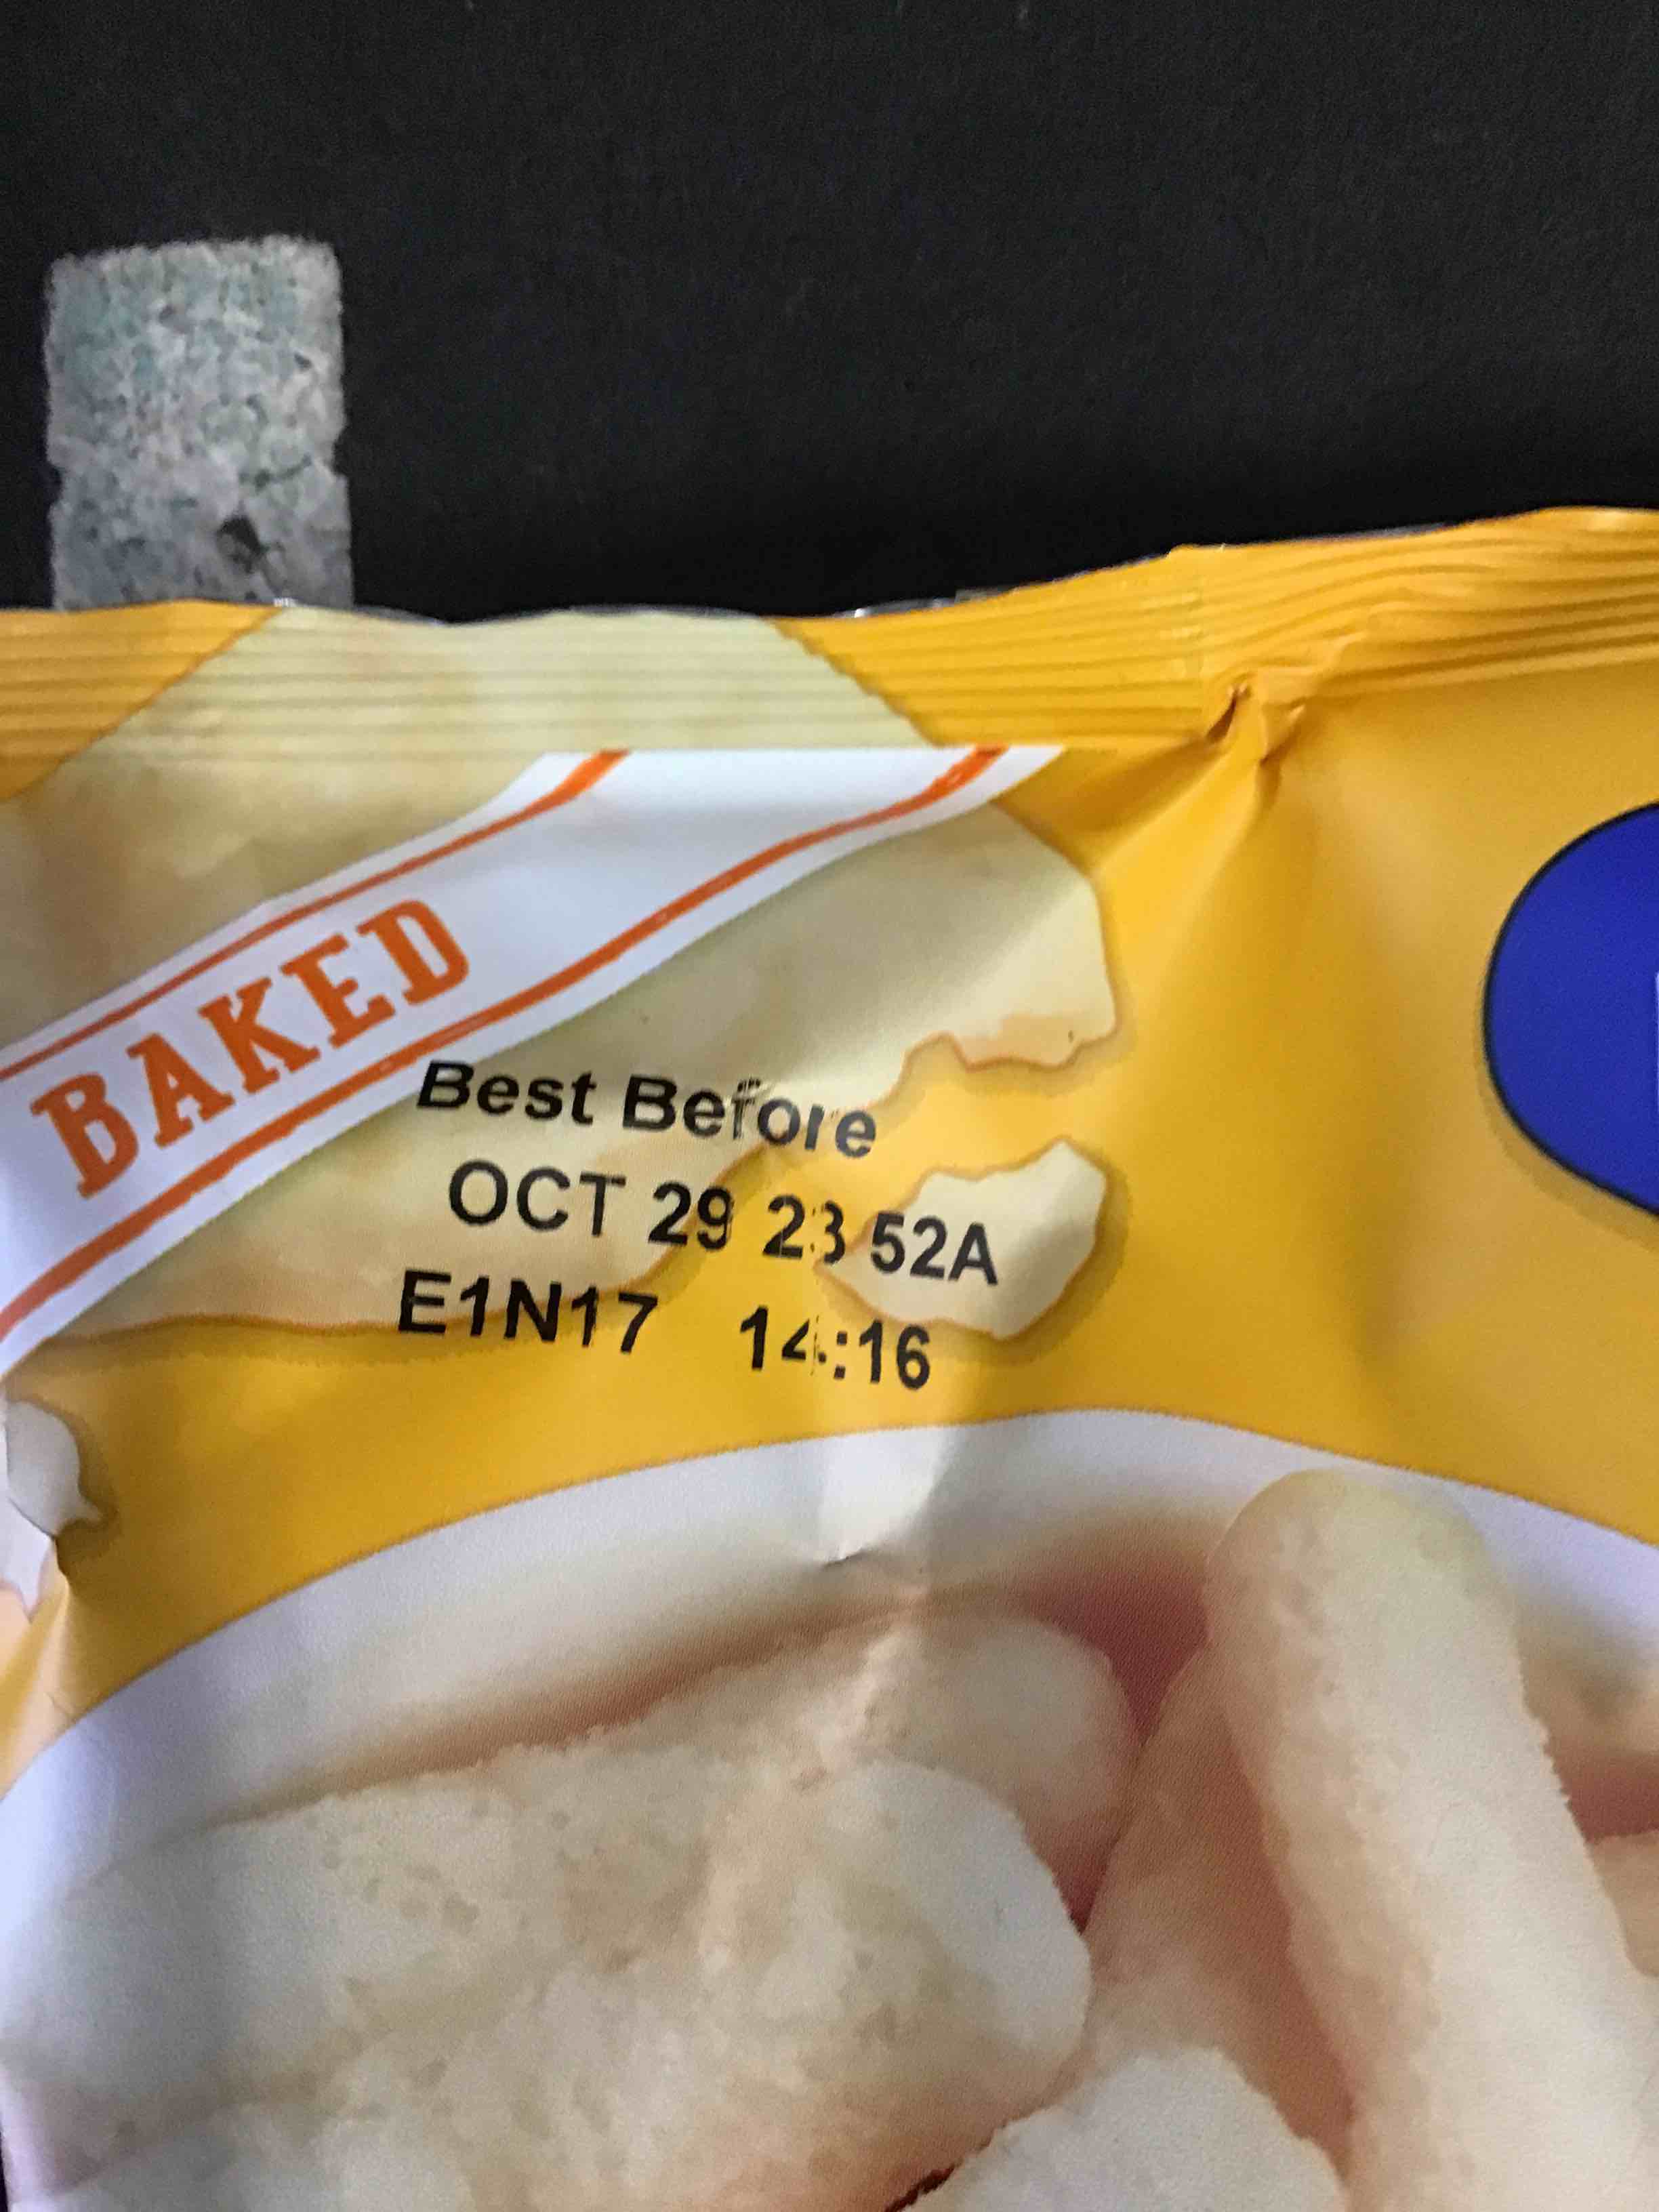 BAKED
Best Before
OCT 29 23 52A
E1N17 14:16